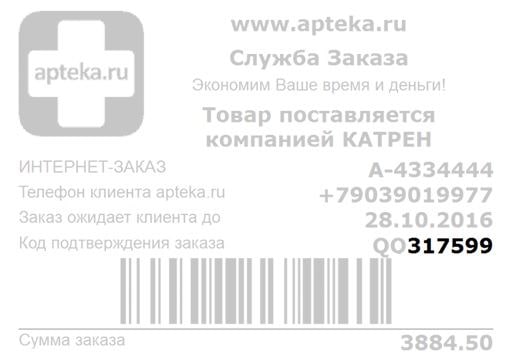 apteka.ru
www.apteka.ru
Служба Заказа
Экономим Ваше время и деньги!
Товар поставляется
компанией КАТРЕН
ИНТЕРНЕТ-ЗАКАЗ A-4334444
Телефон клиента apteka.ru +79039019977
Заказ ожидает клиента до 28.10.2016
Код подтверждения заказа QO317599
Сумма заказа 3884.50